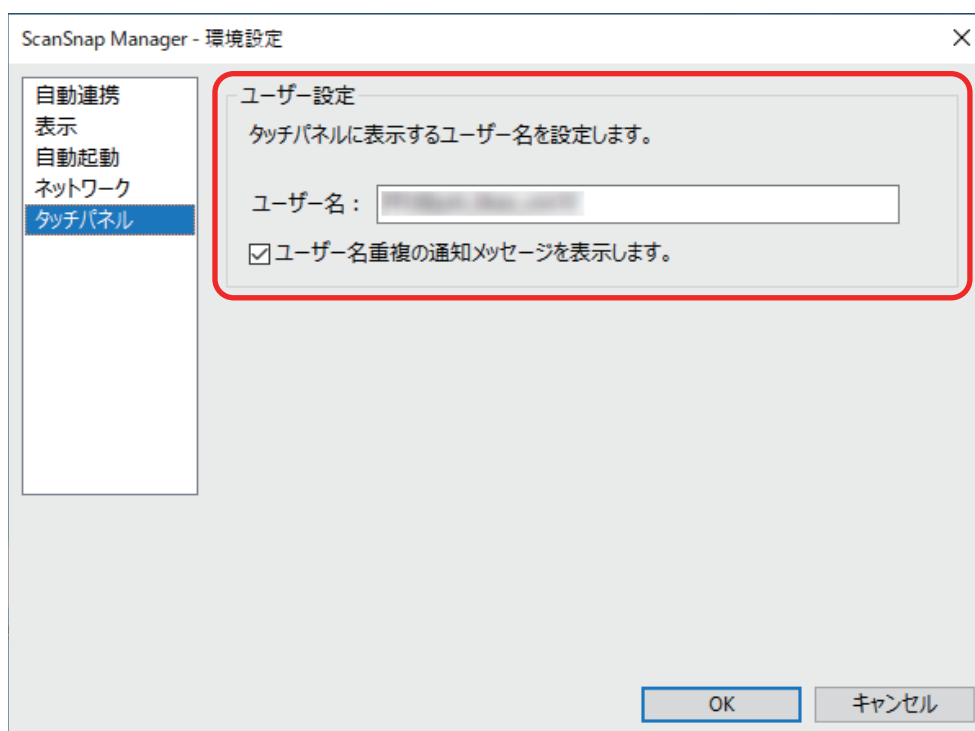 ScanSnap Manager - 環境設定
自動連携
表示
自動起動
ネットワーク
タッチパネル
ユーザー設定
タッチパネルに表示するユーザー名を設定します。
ユーザー名：
ユーザー名重複の通知メッセージを表示します。
OK
キャンセル